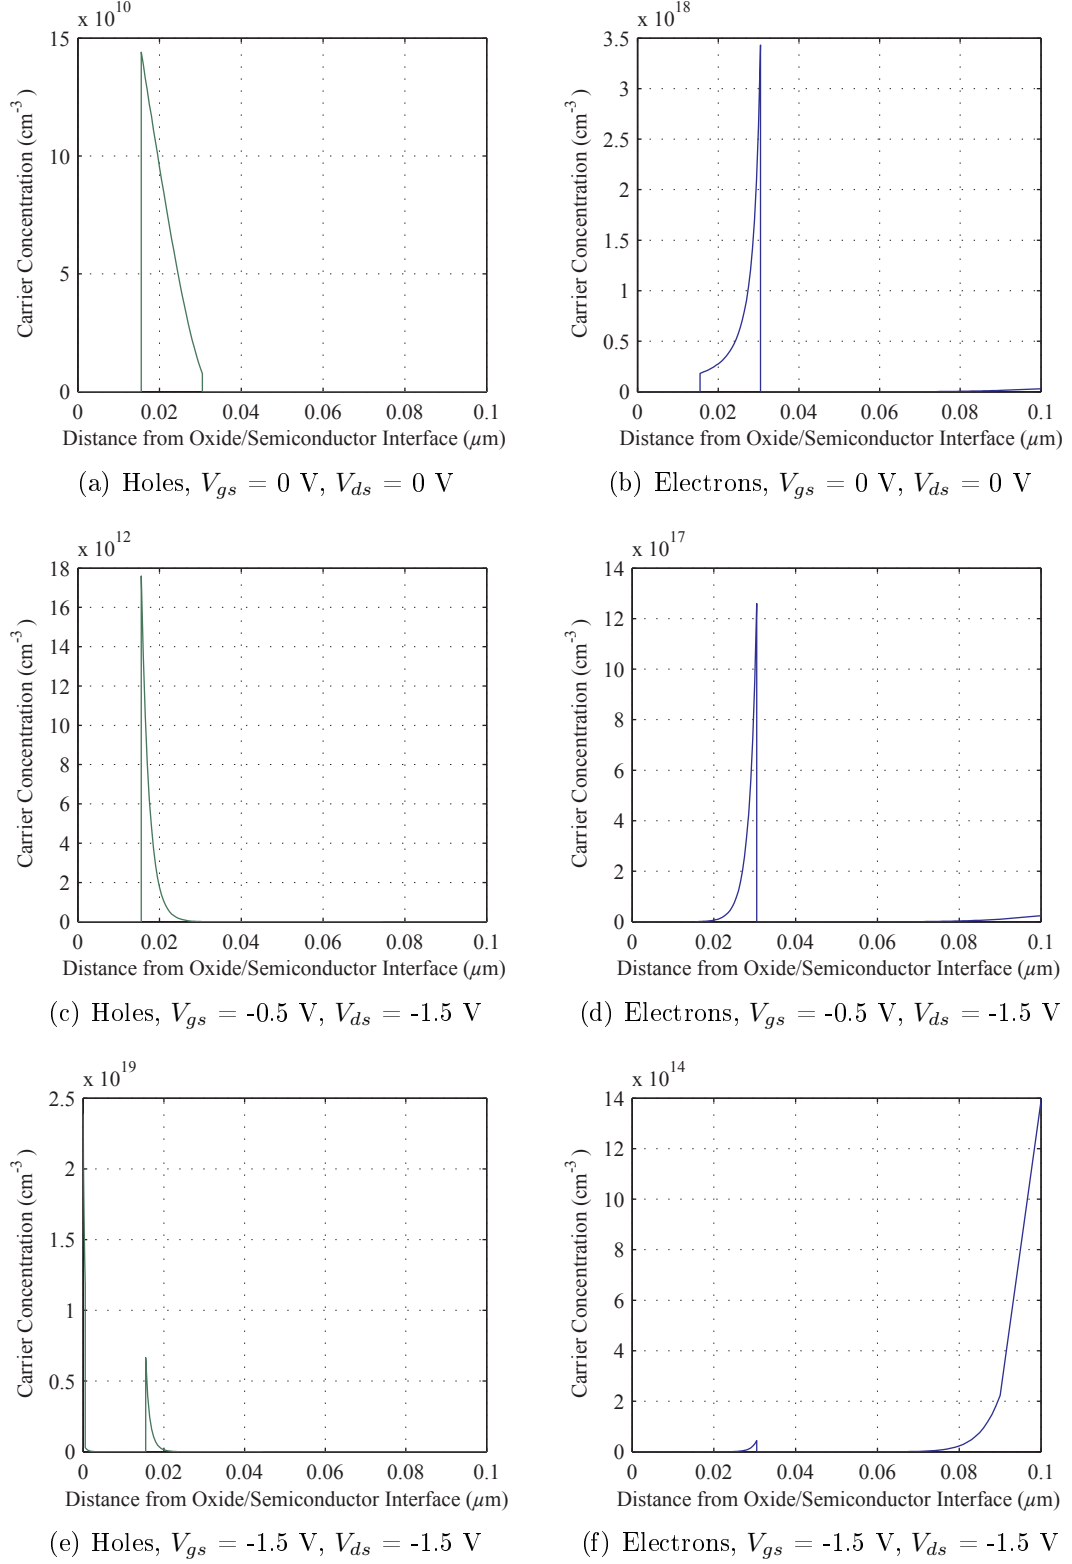 x 10^10
15
10
5
0
0 0.02 0.04 0.06 0.08 0.1
Carrier Concentration (cm^-3 )
Distance from Oxide/Semiconductor Interface (µm)
(a) Holes, V_gs = 0 V, V_ds = 0 V
x 10^18
3.5
3
2.5
2
1.5
1
0.5
0
0 0.02 0.04 0.06 0.08 0.1
Carrier Concentration (cm^-3 )
Distance from Oxide/Semiconductor Interface (µm)
(b) Electrons, V_gs = 0 V, V_ds = 0 V
x 10^12
18
16
14
12
10
8
6
4
2
0
0 0.02 0.04 0.06 0.08 0.1
Carrier Concentration (cm^-3 )
Distance from Oxide/Semiconductor Interface (µm)
(c) Holes, V_gs = -0.5 V, V_ds = -1.5 V
x 10^17
14
12
10
8
6
4
2
0
0 0.02 0.04 0.06 0.08 0.1
Carrier Concentration (cm^-3 )
Distance from Oxide/Semiconductor Interface (µm)
(d) Electrons, V_gs = -0.5 V, V_ds = -1.5 V
x 10^19
2.5
2
1.5
1
0.5
0
0 0.02 0.04 0.06 0.08 0.1
Carrier Concentration (cm^-3 )
Distance from Oxide/Semiconductor Interface (µm)
(e) Holes, V_gs = -1.5 V, V_ds = -1.5 V
x 10^14
14
12
10
8
6
4
2
0
0 0.02 0.04 0.06 0.08 0.1
Carrier Concentration (cm^-3 )
Distance from Oxide/Semiconductor Interface (µm)
(f) Electrons, V_gs = -1.5 V, V_ds = -1.5 V